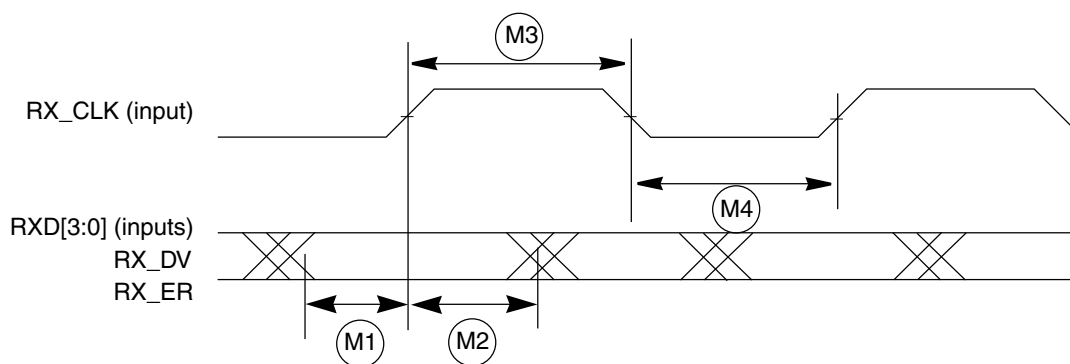 M3
RX_CLK (input)
M4
RXD[3:0] (inputs)
RX_DV
RX_ER
M1
M2